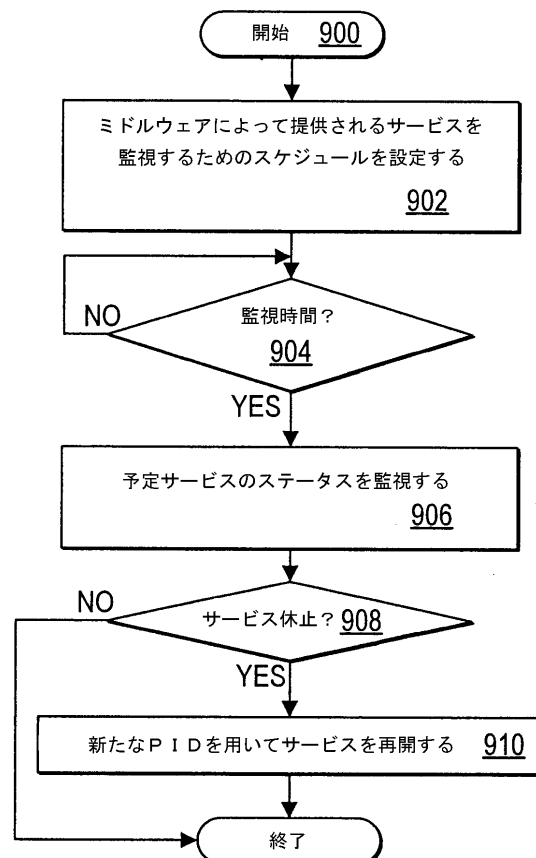 開始 900
ミドルウェアによって提供されるサービスを
監視するためのスケジュールを設定する
902
NO
監視時間？
904
YES
予定サービスのステータスを監視する
906
NO
サービス休止？ 908
YES
新たなＰＩＤを用いてサービスを再開する 910
終了